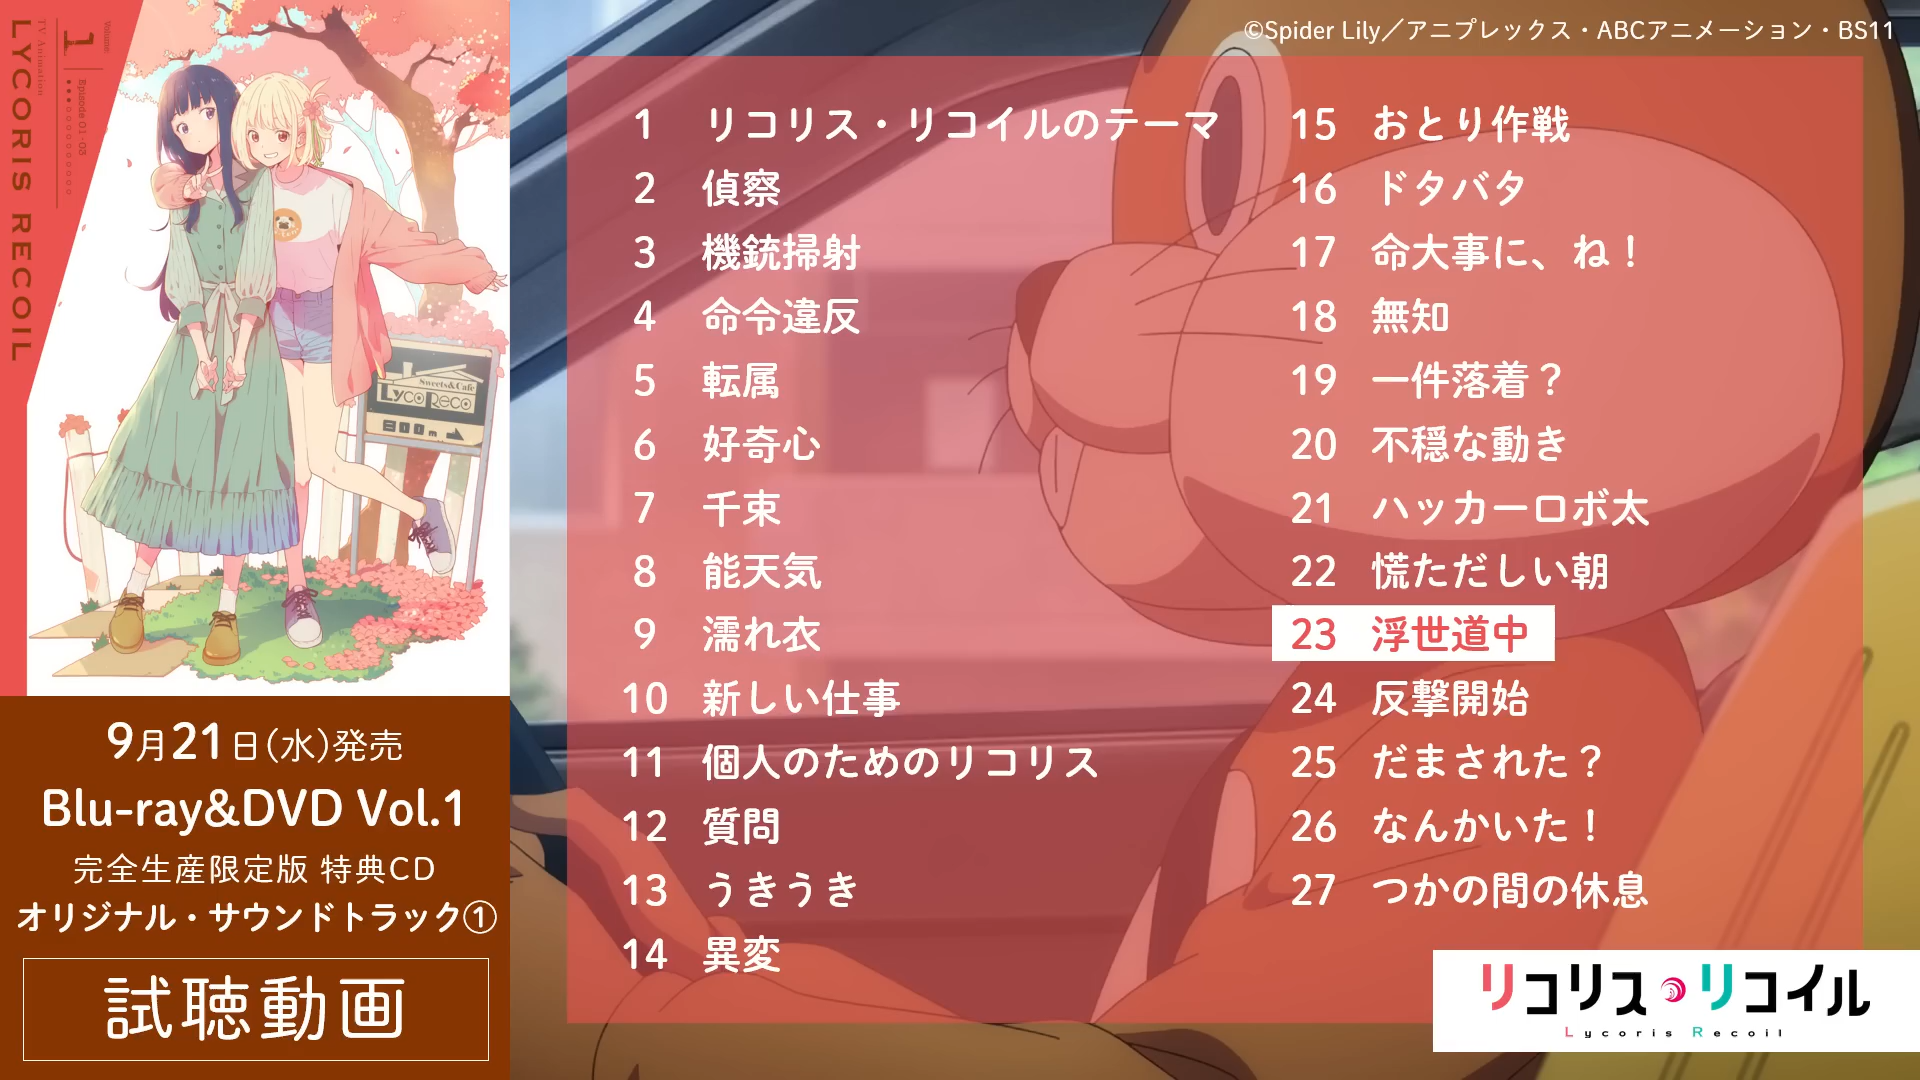 Volume.
1
TV Animation
Episode 01-03
LYCORIS RECOIL
Sweets&Cafe
Lyco Reco
800m
9月21日(水)発売
Blu-ray&DVD Vol.1
完全生産限定版 特典CD
オリジナル・サウンドトラック①
試聴動画
©Spider Lily／アニプレックス・ABCアニメーション・BS11
1 リコリス・リコイルのテーマ
2 偵察
3 機銃掃射
4 命令違反
5 転属
6 好奇心
7 千束
8 能天気
9 濡れ衣
10 新しい仕事
11 個人のためのリコリス
12 質問
13 うきうき
14 異変
15 おとり作戦
16 ドタバタ
17 命大事に、ね！
18 無知
19 一件落着？
20 不穏な動き
21 ハッカーロボ太
22 慌ただしい朝
23 浮世道中
24 反撃開始
25 だまされた？
26 なんかいた！
27 つかの間の休息
リコリス・リコイル
Lycoris Recoil